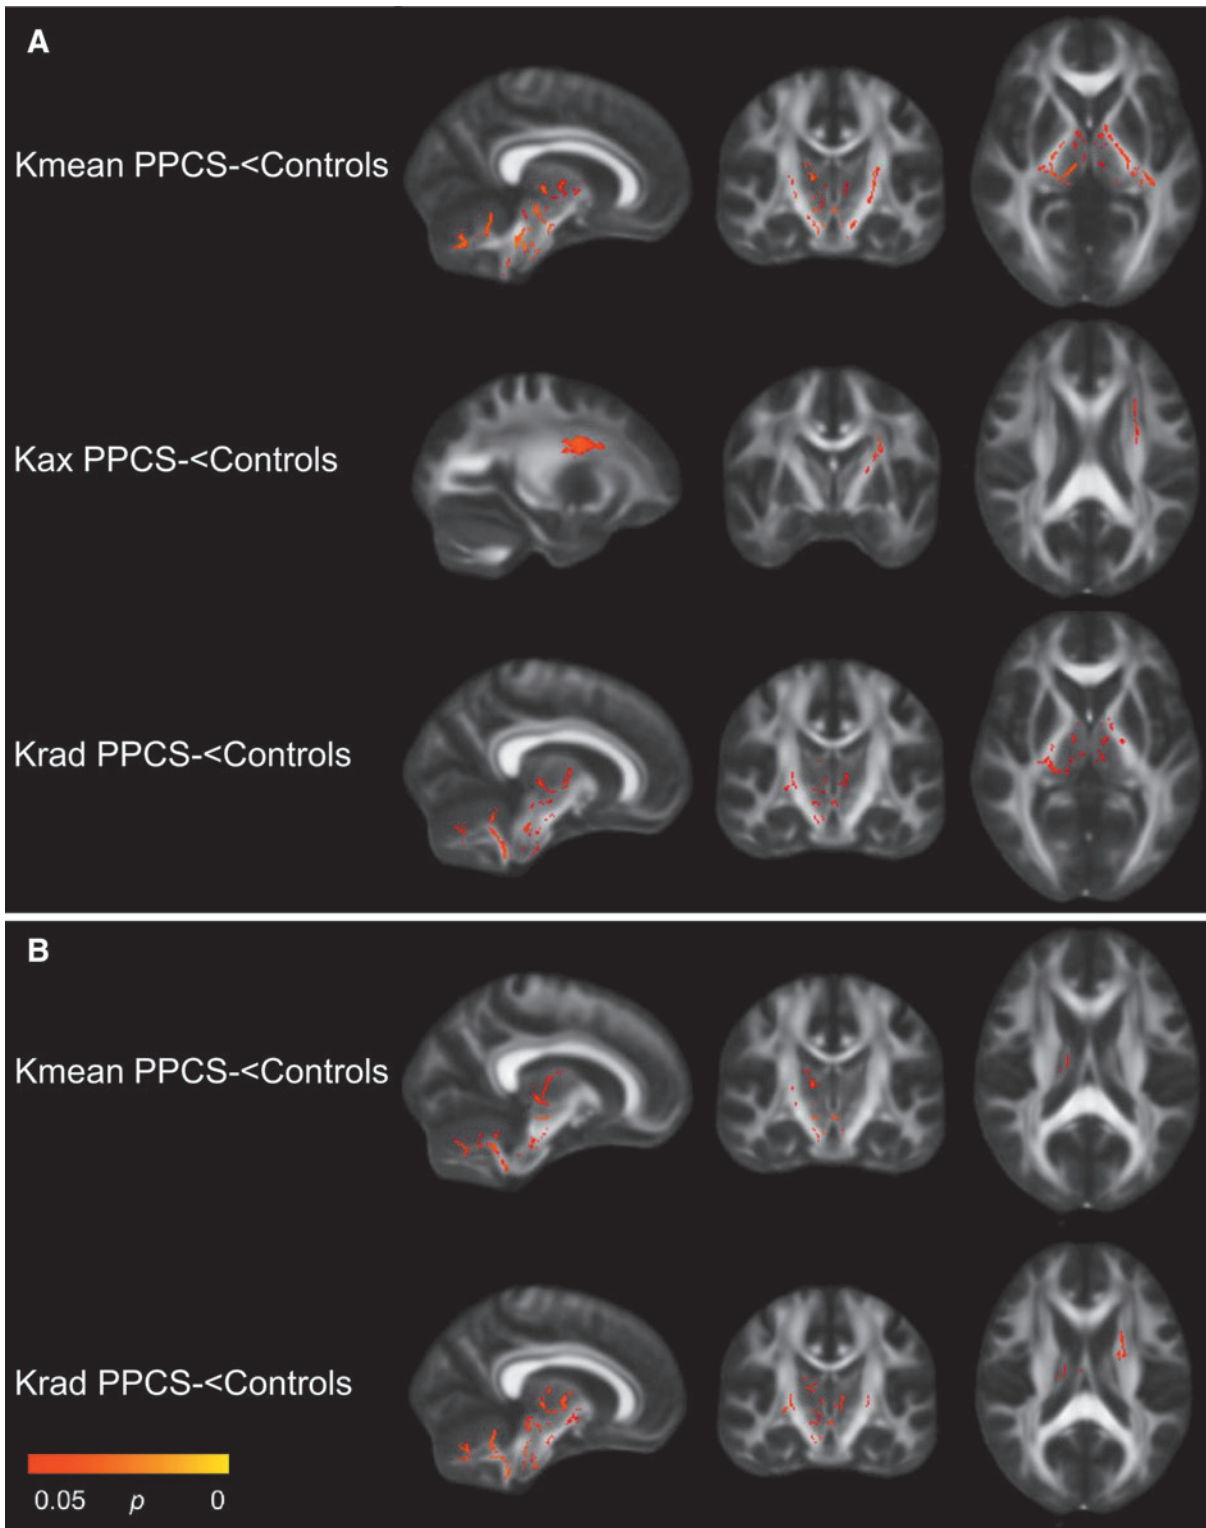 A
Kmean PPCS-<Controls
Kax PPCS-<Controls
Krad PPCS-<Controls
B
Kmean PPCS-<Controls
Krad PPCS-<Controls
0.05 p 0